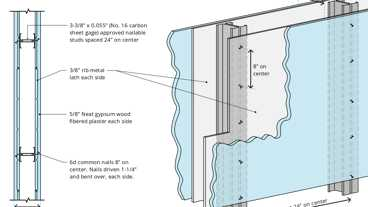 3-3/8" x 0.055" (No. 16 carbon
sheet gage) approved nailable
studs spaced 24" on center
3/8" rib-metal
lath each side
8" on
center
5/8" Neat gypsum wood
fibered plaster each side
6d common nails 8" on
center. Nails driven 1-1/4"
and bent over, each side.
24" on center